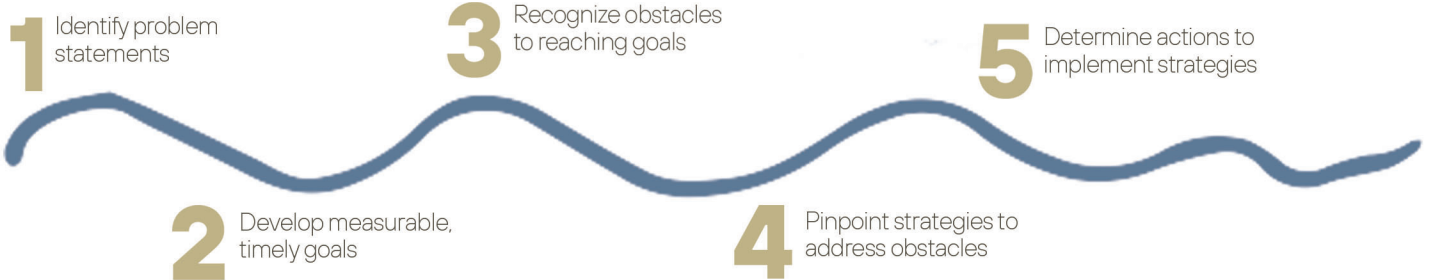 1 Identify problem
statements
2 Develop measurable,
timely goals
3 Recognize obstacles
to reaching goals
4 Pinpoint strategies to
address obstacles
5 Determine actions to
implement strategies